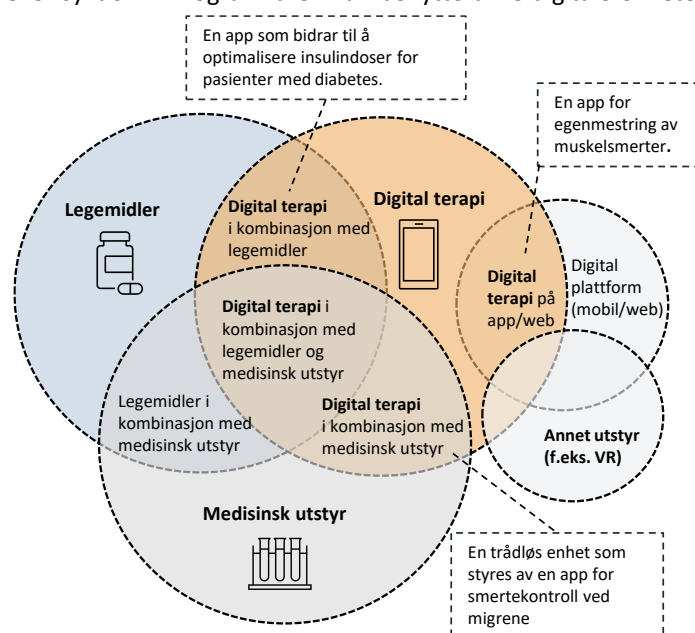 En app som bidrar til å
optimalisere insulindoser for
pasienter med diabetes.
En app for
egenmestring av
muskelsmerter.
Legemidler
Digital terapi
i kombinasjon med
legemidler
Digital terapi
Digital
terapi på
app/web
Digital
plattform
(mobil/web)
Digital terapi i
kombinasjon med
legemidler og
medisinsk utstyr
Legemidler i
kombinasjon med
medisinsk utstyr
Digital terapi
i kombinasjon med
medisinsk utstyr
Annet utstyr
(f.eks. VR)
Medisinsk utstyr
En trådløs enhet som
styres av en app for
smertekontroll ved
migrene